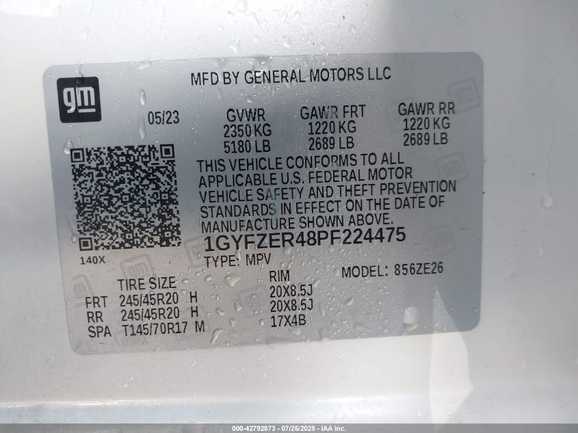 gm
MFD BY GENERAL MOTORS LLC
05/23 GVWR GAWR FRT GAWR RR
2350 KG 1220 KG 1220 KG
5180 LB 2689 LB 2689 LB
THIS VEHICLE CONFORMS TO ALL
APPLICABLE U.S. FEDERAL MOTOR
VEHICLE SAFETY AND THEFT PREVENTION
STANDARDS IN EFFECT ON THE DATE OF
MANUFACTURE SHOWN ABOVE.
1GYFZER48PF224475
140X TYPE: MPV MODEL: 856ZE26
TIRE SIZE RIM
FRT 245/45R20 H 20X8.5J
RR 245/45R20 H 20X8.5J
SPA T145/70R17 M 17X4B
000-42792873 - 07/26/2025 - IAA Inc.